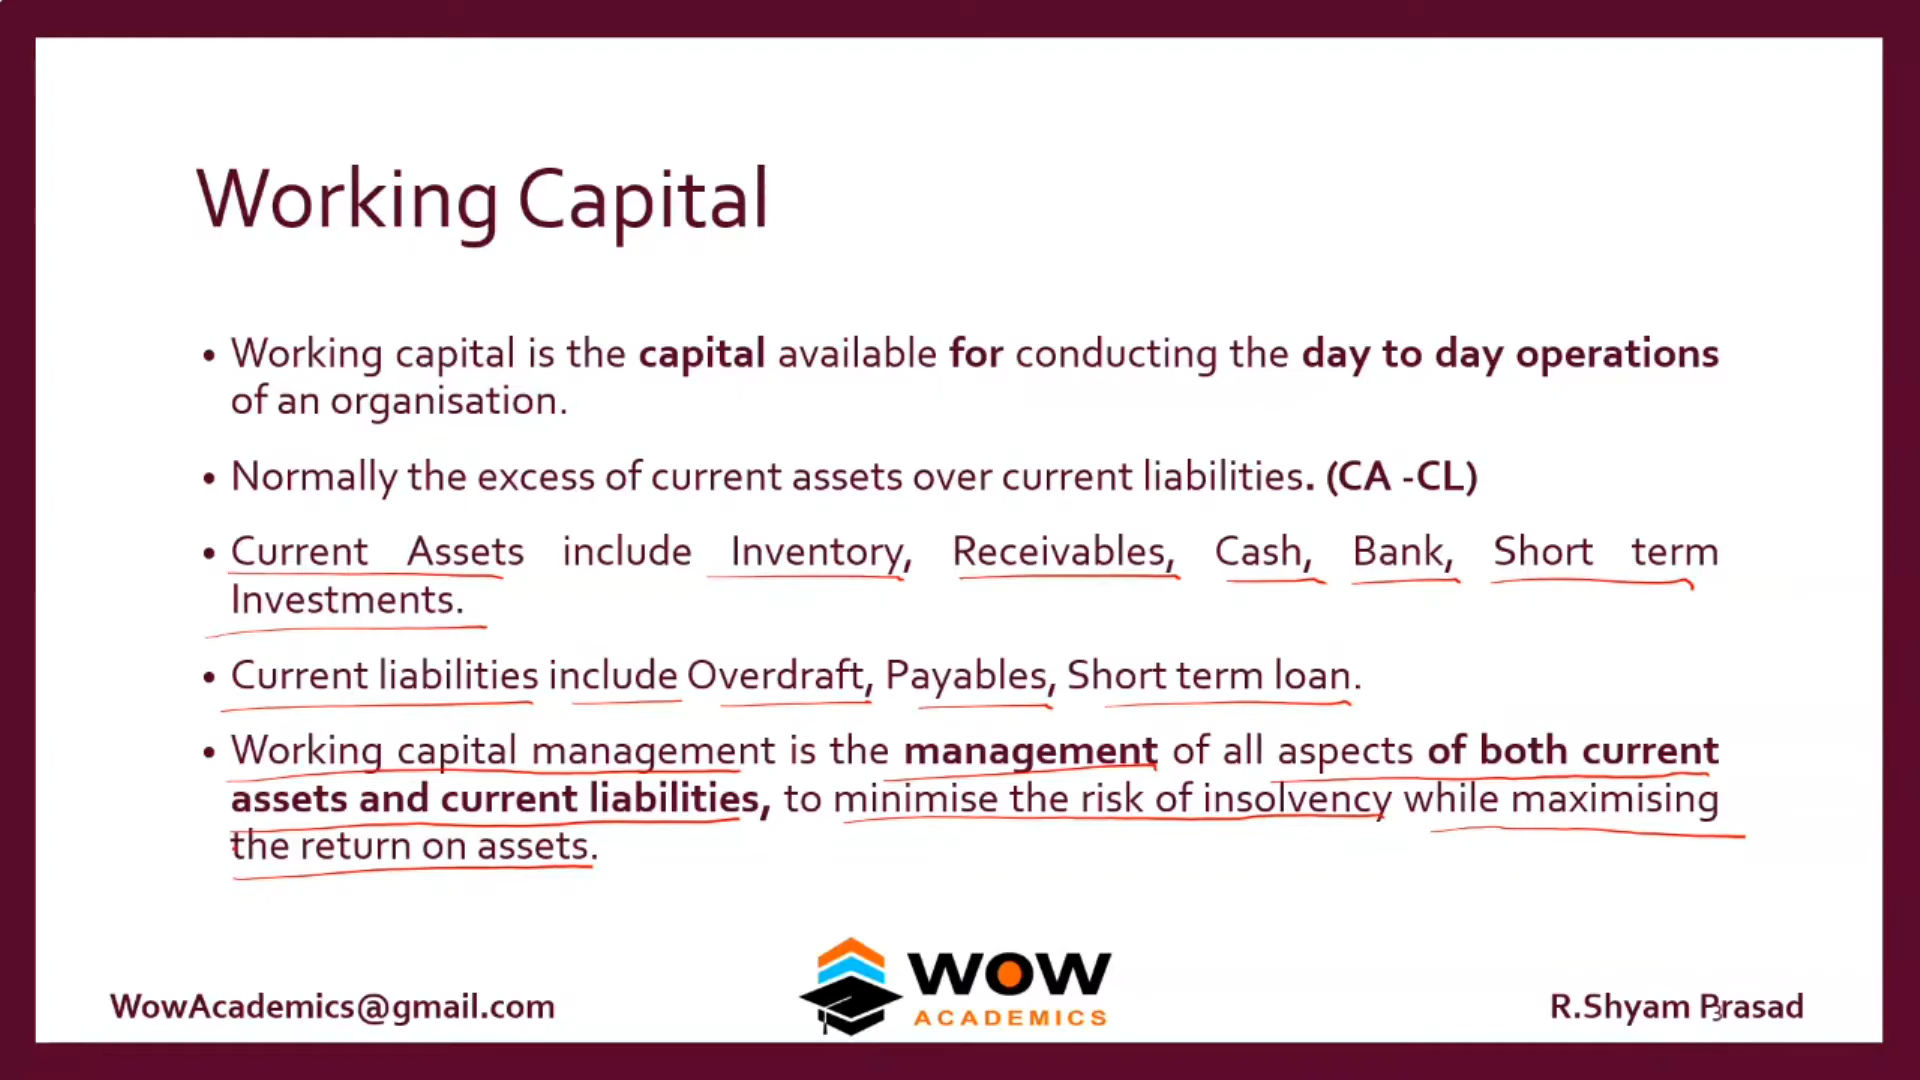 Working Capital
• Working capital is the capital available for conducting the day to day operations
of an organisation.
• Normally the excess of current assets over current liabilities. (CA -CL)
• Current Assets include Inventory, Receivables, Cash, Bank, Short term
Investments.
• Current liabilities include Overdraft, Payables, Short term loan.
• Working capital management is the management of all aspects of both current
assets and current liabilities, to minimise the risk of insolvency while maximising
the return on assets.
WowAcademics@gmail.com
WOW
ACADEMICS
R.Shyam Prasad
3